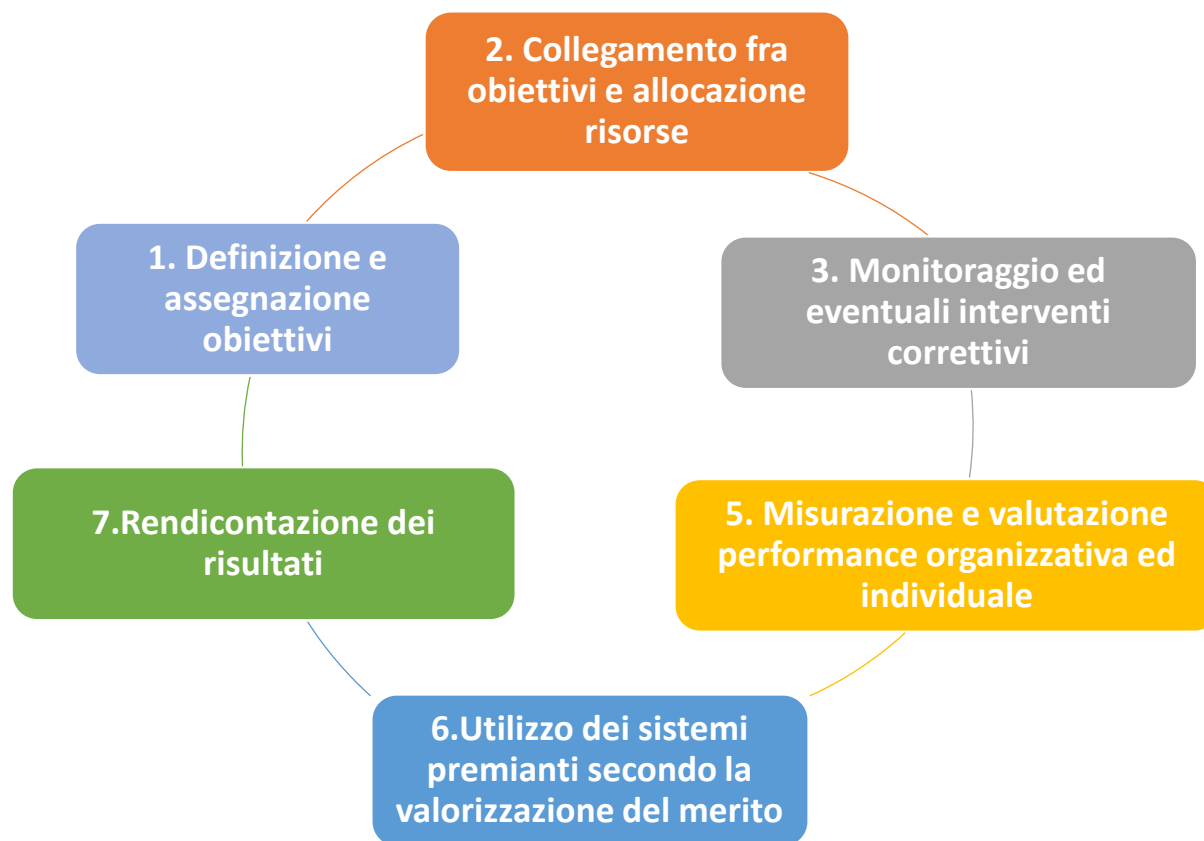 2. Collegamento fra
obiettivi e allocazione
risorse
1. Definizione e
assegnazione
obiettivi
3. Monitoraggio ed
eventuali interventi
correttivi
7.Rendicontazione dei
risultati
5. Misurazione e valutazione
performance organizzativa ed
individuale
6.Utilizzo dei sistemi
premianti secondo la
valorizzazione del merito